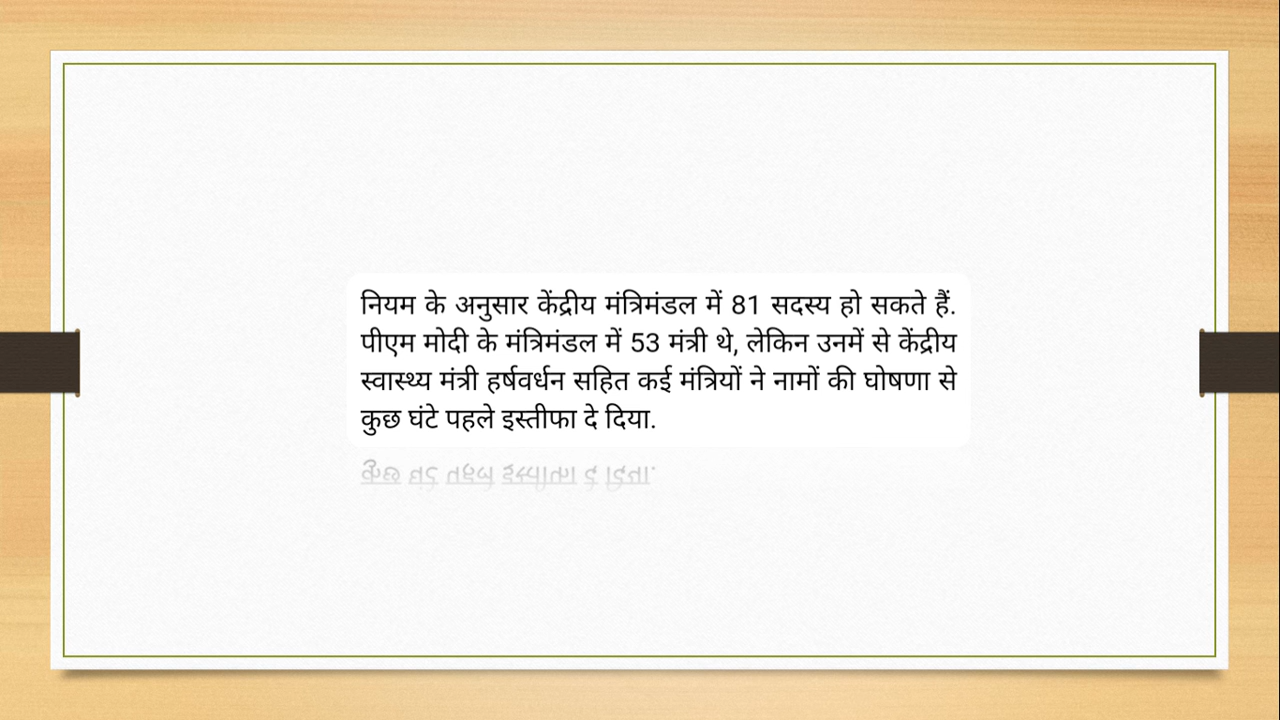 नियम के अनुसार केंद्रीय मंत्रिमंडल में 81 सदस्य हो सकते हैं.
पीएम मोदी के मंत्रिमंडल में 53 मंत्री थे, लेकिन उनमें से केंद्रीय
स्वास्थ्य मंत्री हर्षवर्धन सहित कई मंत्रियों ने नामों की घोषणा से
कुछ घंटे पहले इस्तीफा दे दिया.